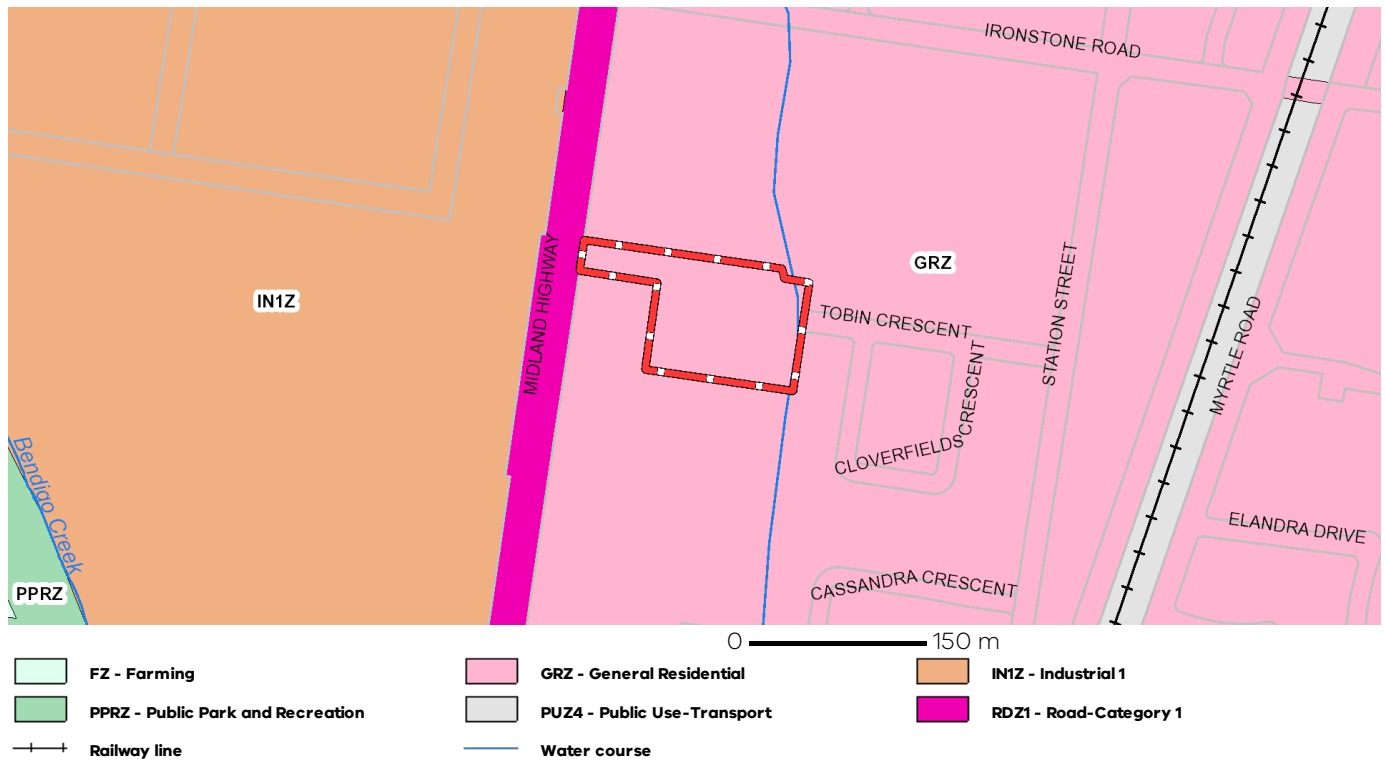 IRONSTONE ROAD
GRZ
IN1Z
MIDLAND HIGHWAY
TOBIN CRESCENT
STATION STREET
MYRTLE ROAD
CRESCENT
CLOVERFIELDS
Bendigo Creek
ELANDRA DRIVE
PPRZ
CASSANDRA CRESCENT
0 150 m
FZ - Farming
GRZ - General Residential
IN1Z - Industrial 1
PPRZ - Public Park and Recreation
PUZ4 - Public Use-Transport
RDZ1 - Road-Category 1
Railway line
Water course